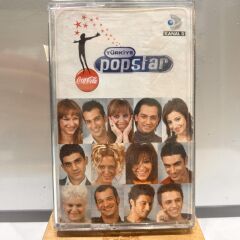 KANAL D
TÜRKİYE
popstar
Coca-Cola